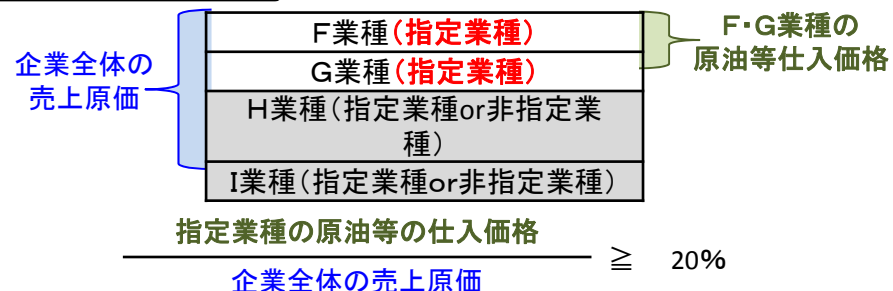 企業全体の
売上原価
F業種(指定業種)
G業種(指定業種)
H業種(指定業種or非指定業
種)
I業種(指定業種or非指定業種)
F・G業種の
原油等仕入価格
指定業種の原油等の仕入価格
企業全体の売上原価
≧ 20%